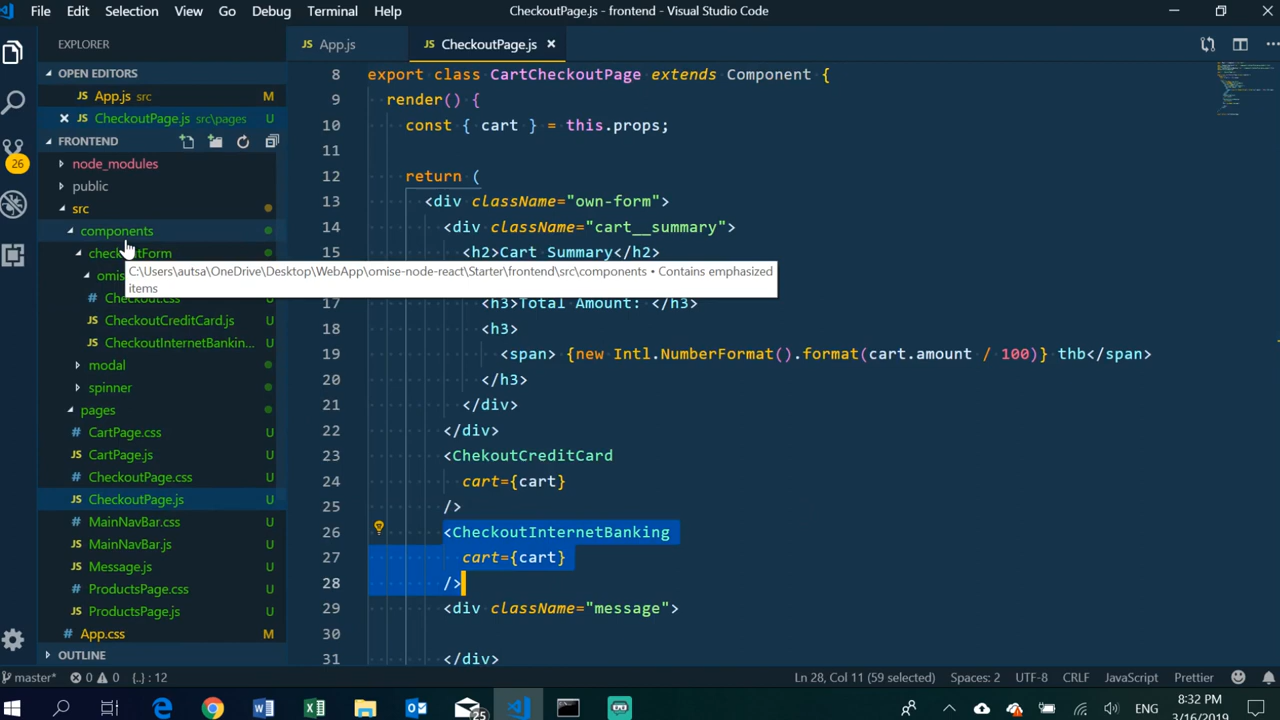 File Edit Selection View Go Debug Terminal Help
CheckoutPage.js - frontend - Visual Studio Code
EXPLORER
OPEN EDITORS
JS App.js src M
JS CheckoutPage.js src\pages U
FRONTEND
node_modules
public
src
components
checkoutForm
omis
C:\Users\autsa\OneDrive\Desktop\WebApp\omise-node-react\Starter\frontend\src\components • Contains emphasized
items
# Checkout.css
JS CheckoutCreditCard.js U
JS CheckoutInternetBankin... U
modal
spinner
pages
# CartPage.css U
JS CartPage.js U
# CheckoutPage.css U
JS CheckoutPage.js U
# MainNavBar.css U
JS MainNavBar.js U
JS Message.js U
# ProductsPage.css U
JS ProductsPage.js U
# App.css M
OUTLINE
26
JS App.js
JS CheckoutPage.js
8 export class CartCheckoutPage extends Component {
9 render() {
10 const { cart } = this.props;
11
12 return (
13 <div className="own-form">
14 <div className="cart__summary">
15 <h2>Cart Summary</h2>
17 <h3>Total Amount: </h3>
18 <h3>
19 <span> {new Intl.NumberFormat().format(cart.amount / 100)} thb</span>
20 </h3>
21 </div>
22 </div>
23 <ChekoutCreditCard
24 cart={cart}
25 />
26 <CheckoutInternetBanking
27 cart={cart}
28 />
29 <div className="message">
30
31 </div>
master* 0 0 {..} : 12
Ln 28, Col 11 (59 selected) Spaces: 2 UTF-8 CRLF JavaScript Prettier
25
ENG
8:32 PM
3/16/2019